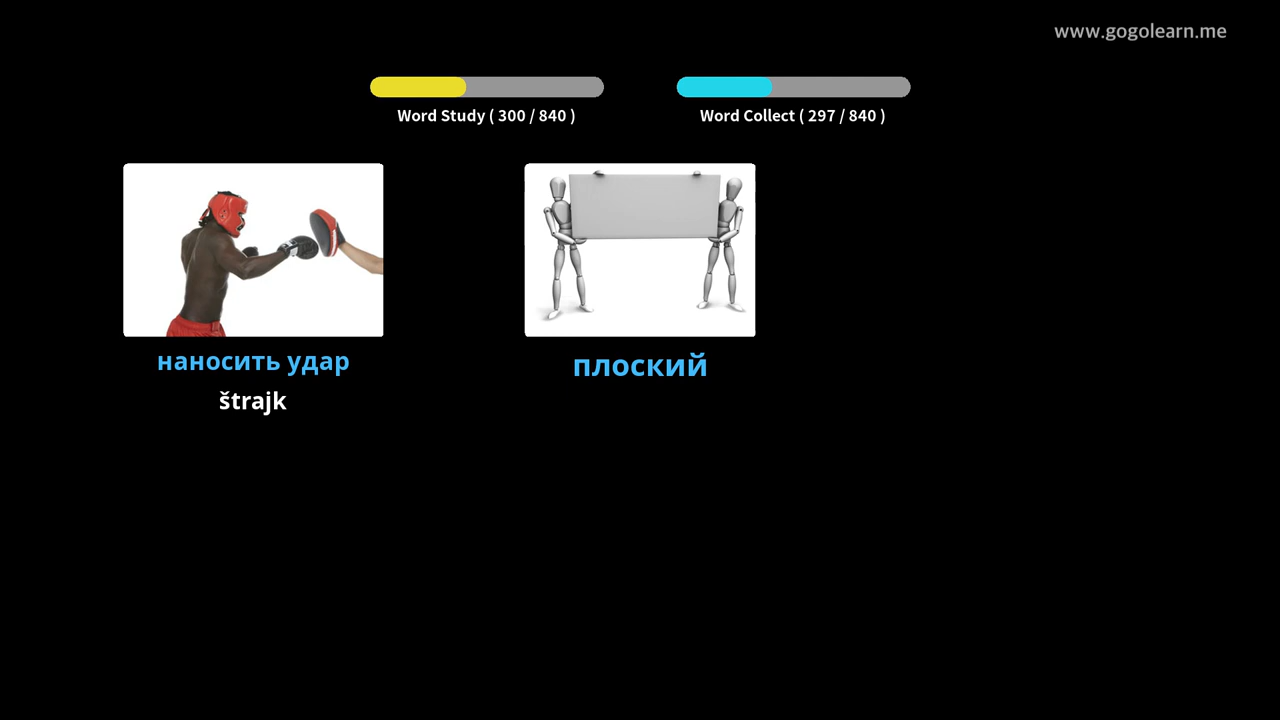 www.gogolearn.me
Word Study ( 300 / 840 )
Word Collect ( 297 / 840 )
наносить удар
štrajk
плоский